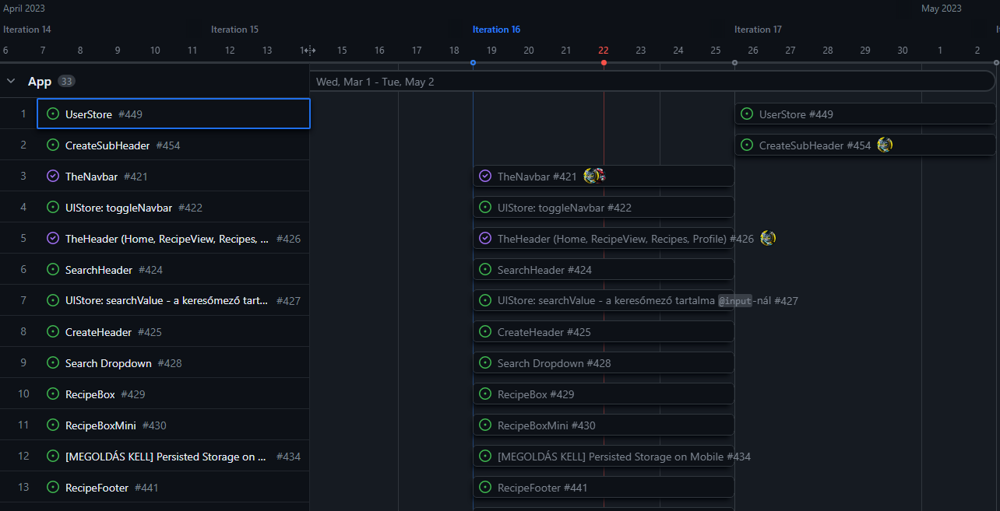 April 2023 May 2023
Iteration 14 Iteration 15 Iteration 16 Iteration 17
6 7 8 9 10 11 12 13 15 16 17 18 19 20 21 22 23 24 25 26 27 28 29 30 1 2
App 33 Wed, Mar 1 - Tue, May 2
1 UserStore #449 UserStore #449
2 CreateSubHeader #454 CreateSubHeader #454
3 TheNavbar #421 TheNavbar #421
4 UIStore: toggleNavbar #422 UIStore: toggleNavbar #422
5 TheHeader (Home, RecipeView, Recipes, ... #426 TheHeader (Home, RecipeView, Recipes, Profile) #426
6 SearchHeader #424 SearchHeader #424
7 UIStore: searchValue - a keresőmező tart... #427 UIStore: searchValue - a keresőmező tartalma @input-nál #427
8 CreateHeader #425 CreateHeader #425
9 Search Dropdown #428 Search Dropdown #428
10 RecipeBox #429 RecipeBox #429
11 RecipeBoxMini #430 RecipeBoxMini #430
12 [MEGOLDÁS KELL] Persisted Storage on ... #434 [MEGOLDÁS KELL] Persisted Storage on Mobile #434
13 RecipeFooter #441 RecipeFooter #441